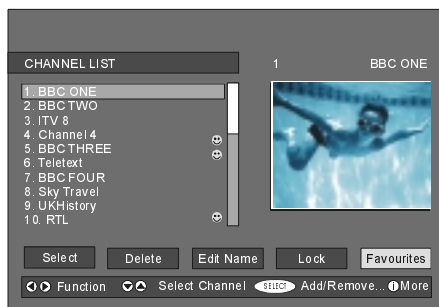 CHANNEL LIST
1 BBC ONE
1. BBC ONE
2. BBC TWO
3. ITV 8
4. Channel 4
5. BBC THREE
6. Teletext
7. BBC FOUR
8. Sky Travel
9. UKHistory
10. RTL
Select Delete Edit Name Lock Favourites
Function Select Channel SELECT Add/Remove... i More